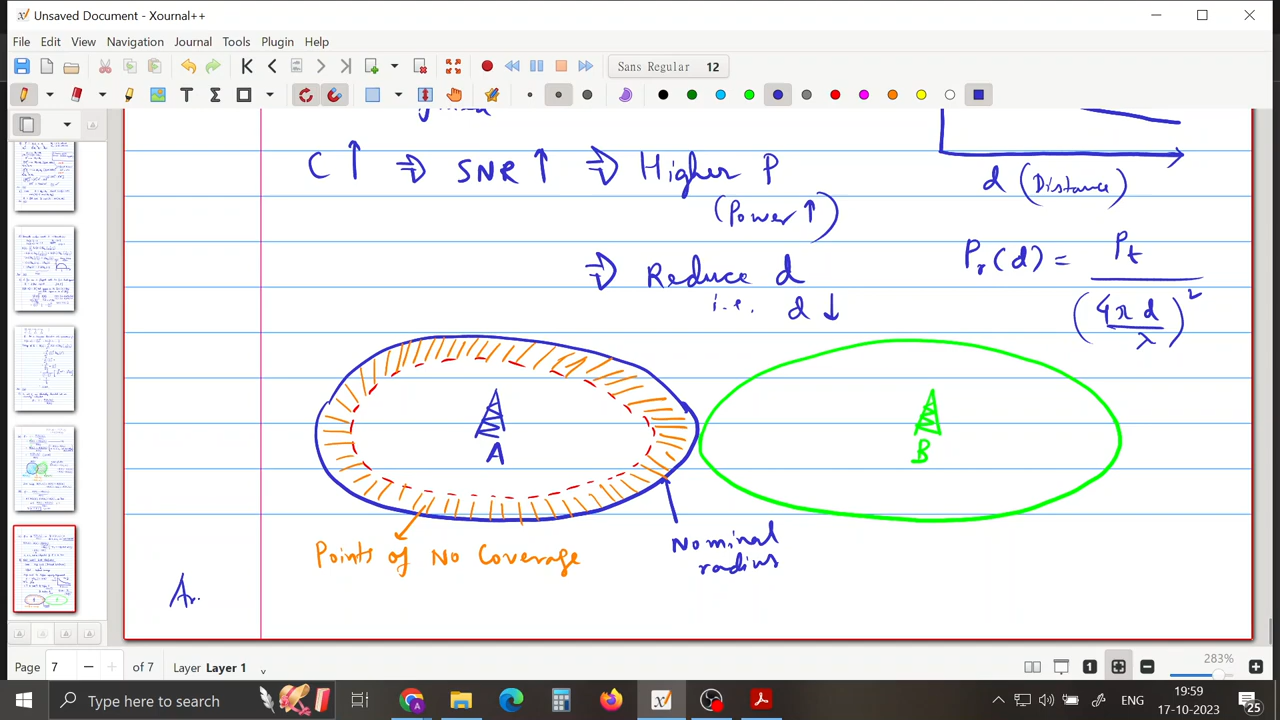 Unsaved Document - Xournal++
File Edit View Navigation Journal Tools Plugin Help
Sans Regular 12
C ↑ ⇒ SNR ↑ ⇒ Higher P
(Power ↑)
d (Distance)
⇒ Reduce d
i.e. d ↓
Pr(d) = Pt / (4πd/λ)²
A
B
Points of No Coverage
Nominal
radius
Ar
Page 7 of 7 Layer Layer 1 283%
Type here to search
ENG
19:59
17-10-2023
25